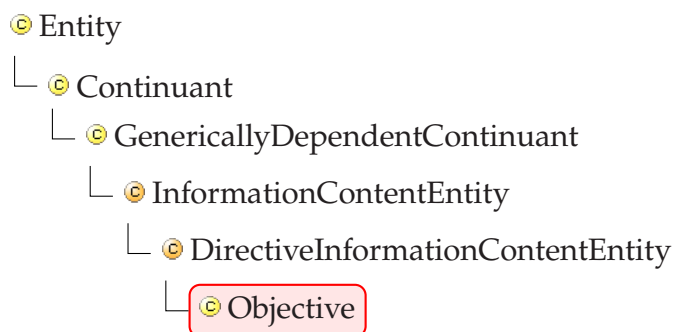 Entity
Continuant
GenericallyDependentContinuant
InformationContentEntity
DirectiveInformationContentEntity
Objective